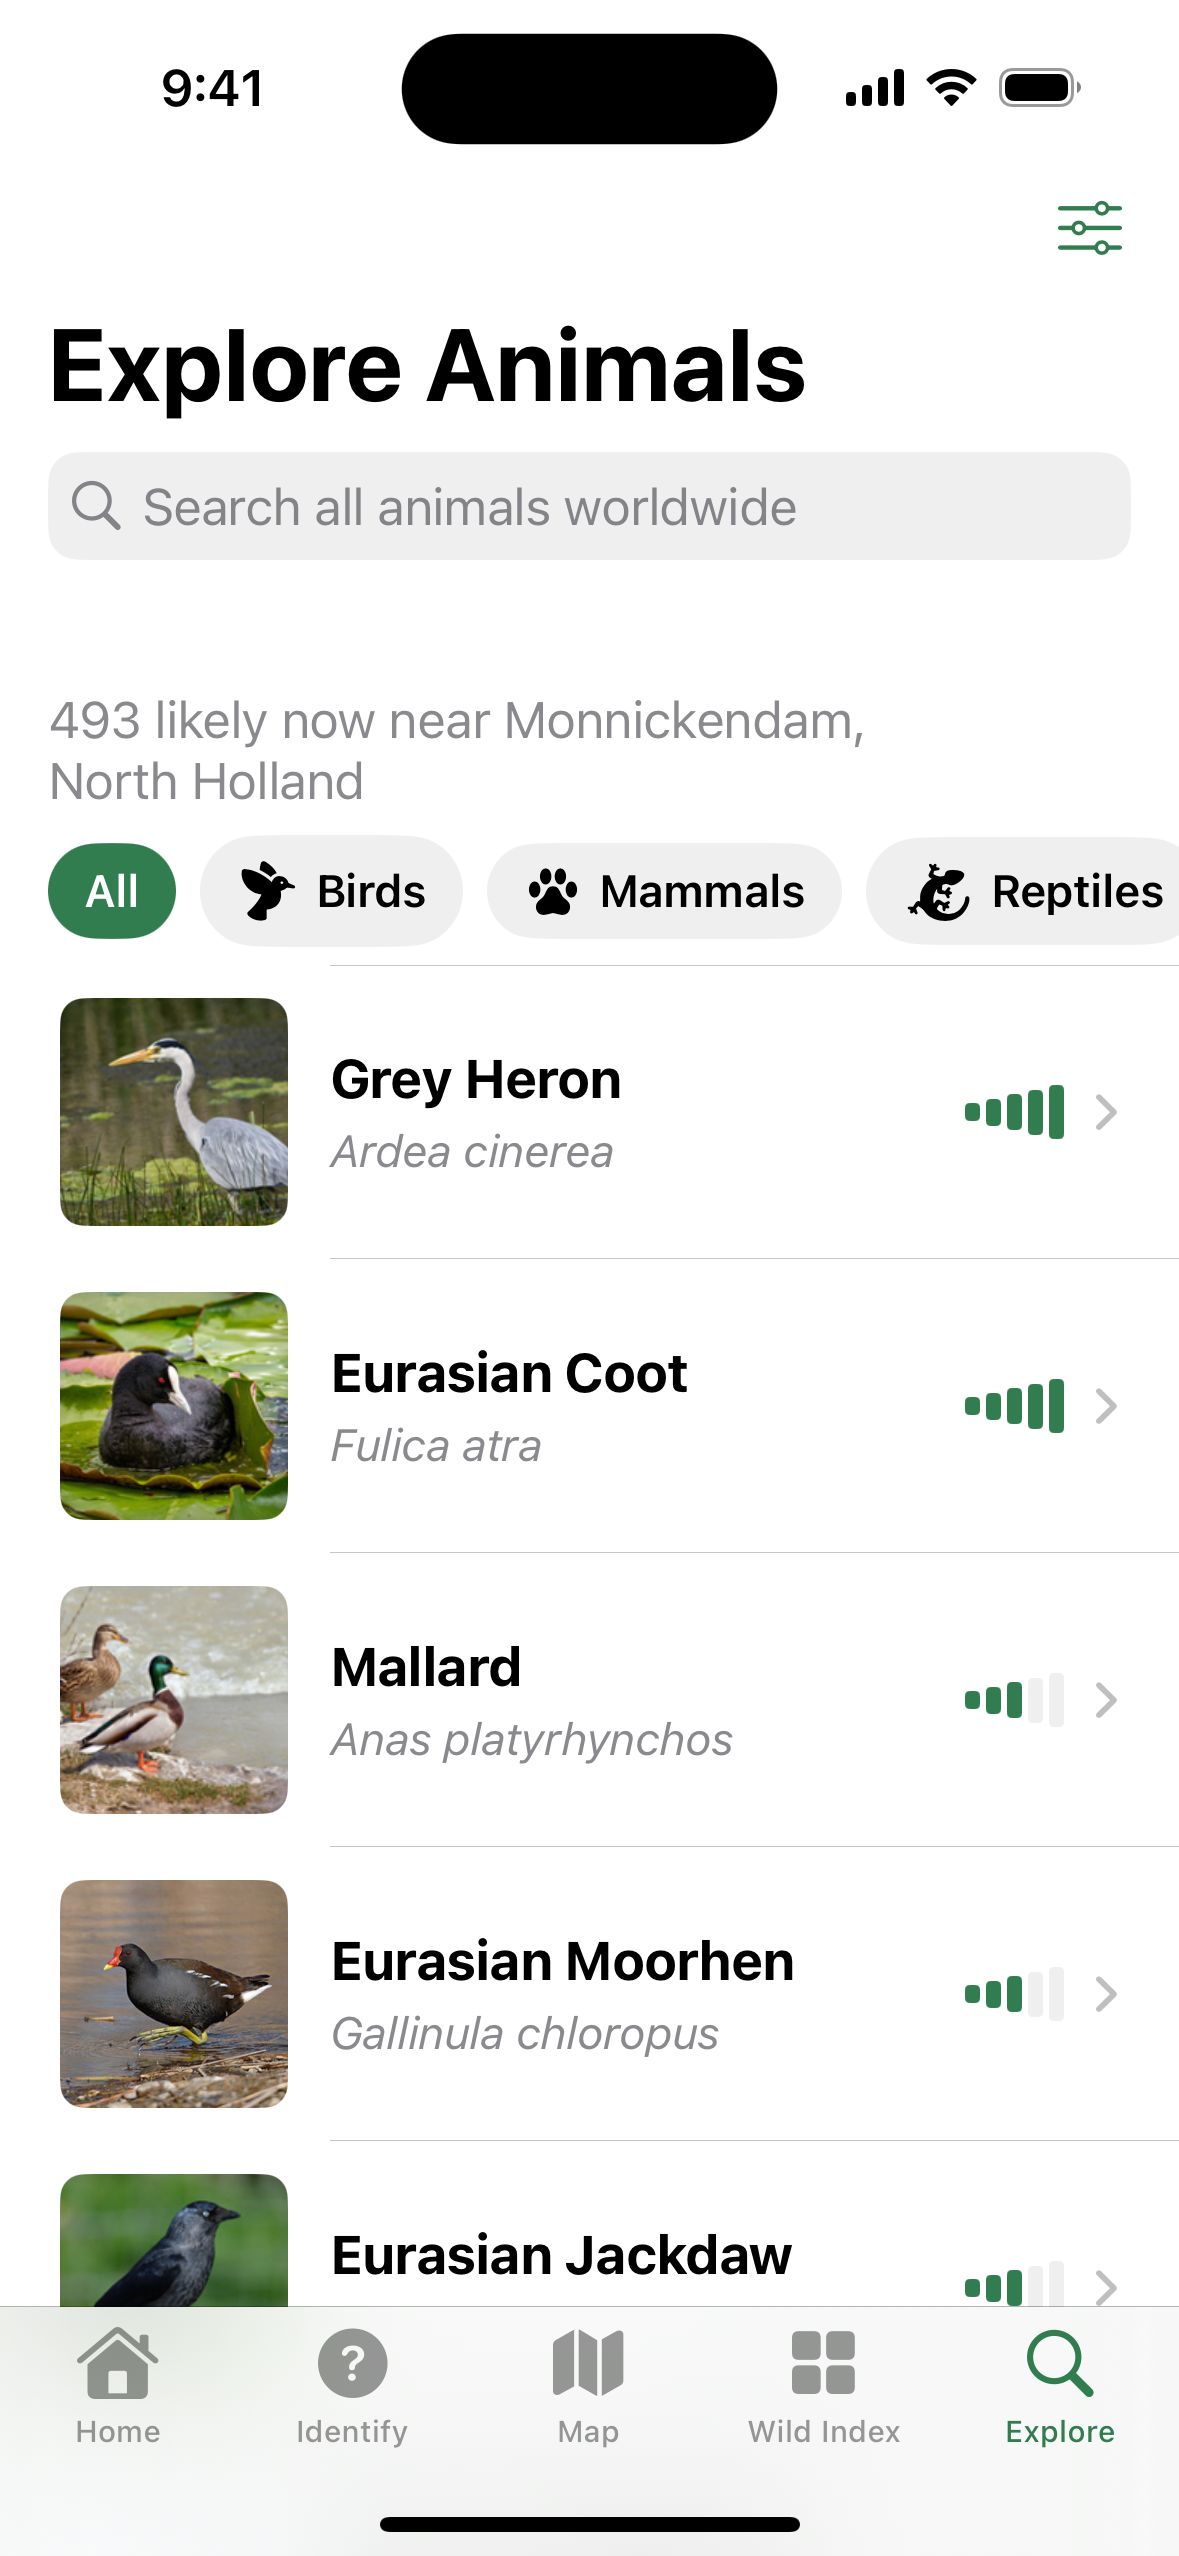 9:41
Explore Animals
Search all animals worldwide
493 likely now near Monnickendam,
North Holland
All
Birds
Mammals
Reptiles
Grey Heron
Ardea cinerea
Eurasian Coot
Fulica atra
Mallard
Anas platyrhynchos
Eurasian Moorhen
Gallinula chloropus
Eurasian Jackdaw
Home
Identify
Map
Wild Index
Explore